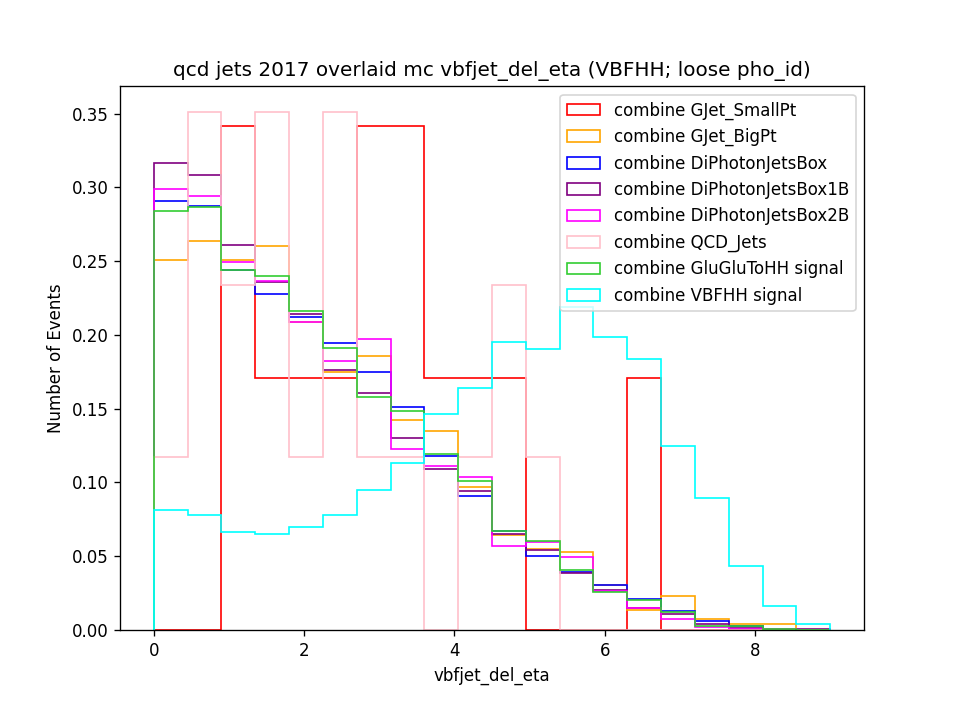 qcd jets 2017 overlaid mc vbfjet_del_eta (VBFHH; loose pho_id)
combine GJet_SmallPt
combine GJet_BigPt
combine DiPhotonJetsBox
combine DiPhotonJetsBox1B
combine DiPhotonJetsBox2B
combine QCD_Jets
combine GluGluToHH signal
combine VBFHH signal
Number of Events
0.35
0.30
0.25
0.20
0.15
0.10
0.05
0.00
0 2 4 6 8
vbfjet_del_eta